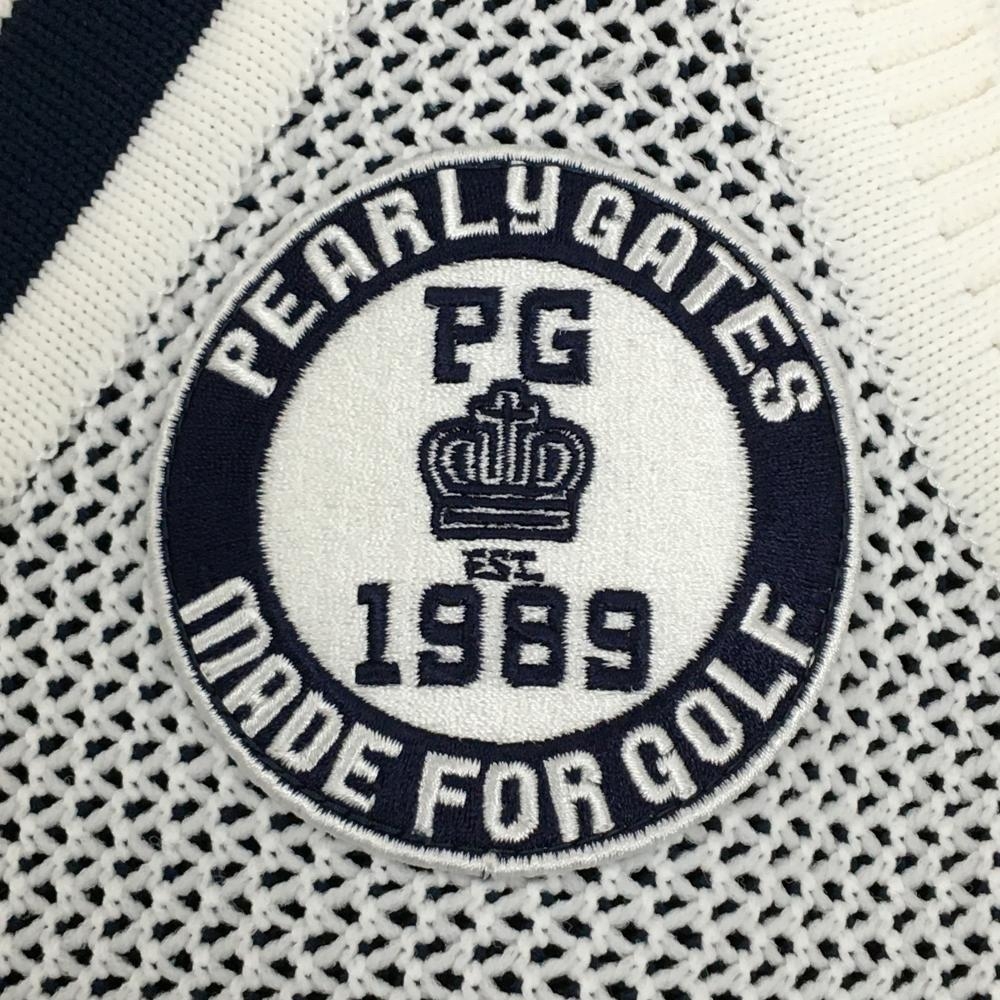 PEARLY GATES
PG
EST.
1989
MADE FOR GOLF